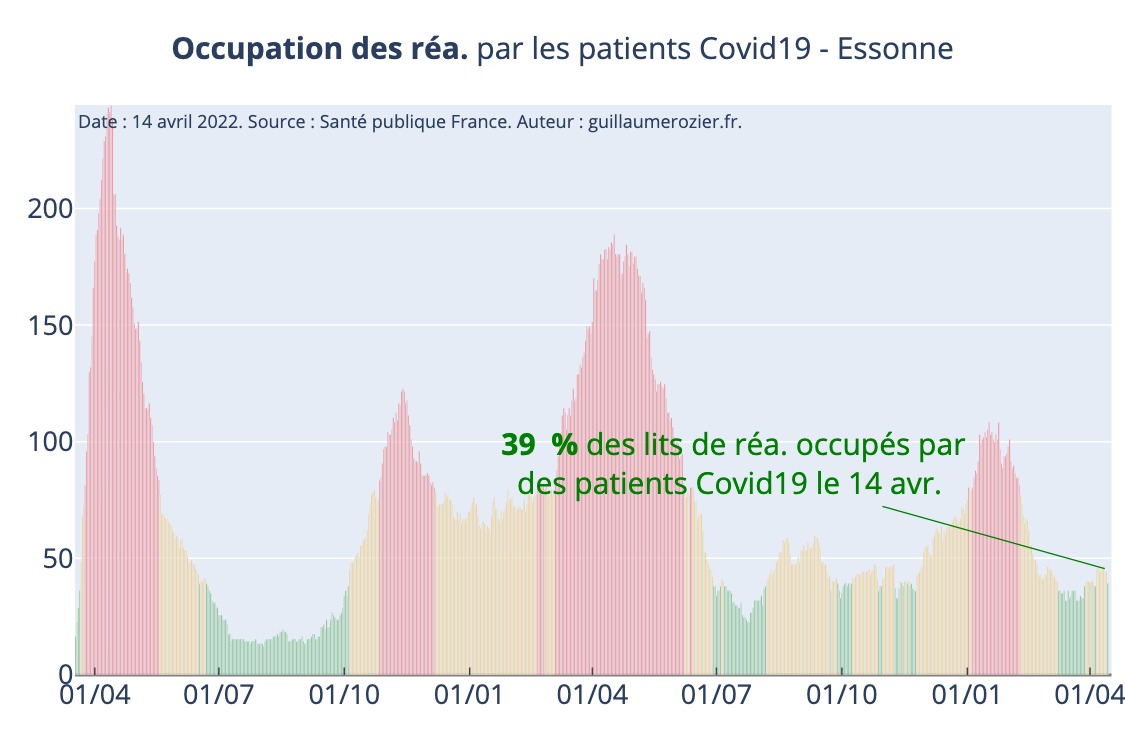 Occupation des réa. par les patients Covid19 - Essonne
Date : 14 avril 2022. Source : Santé publique France. Auteur : guillaumerozier.fr.
200
150
100
39 % des lits de réa. occupés par
des patients Covid19 le 14 avr.
50
0
01/04 01/07 01/10 01/01 01/04 01/07 01/10 01/01 01/04